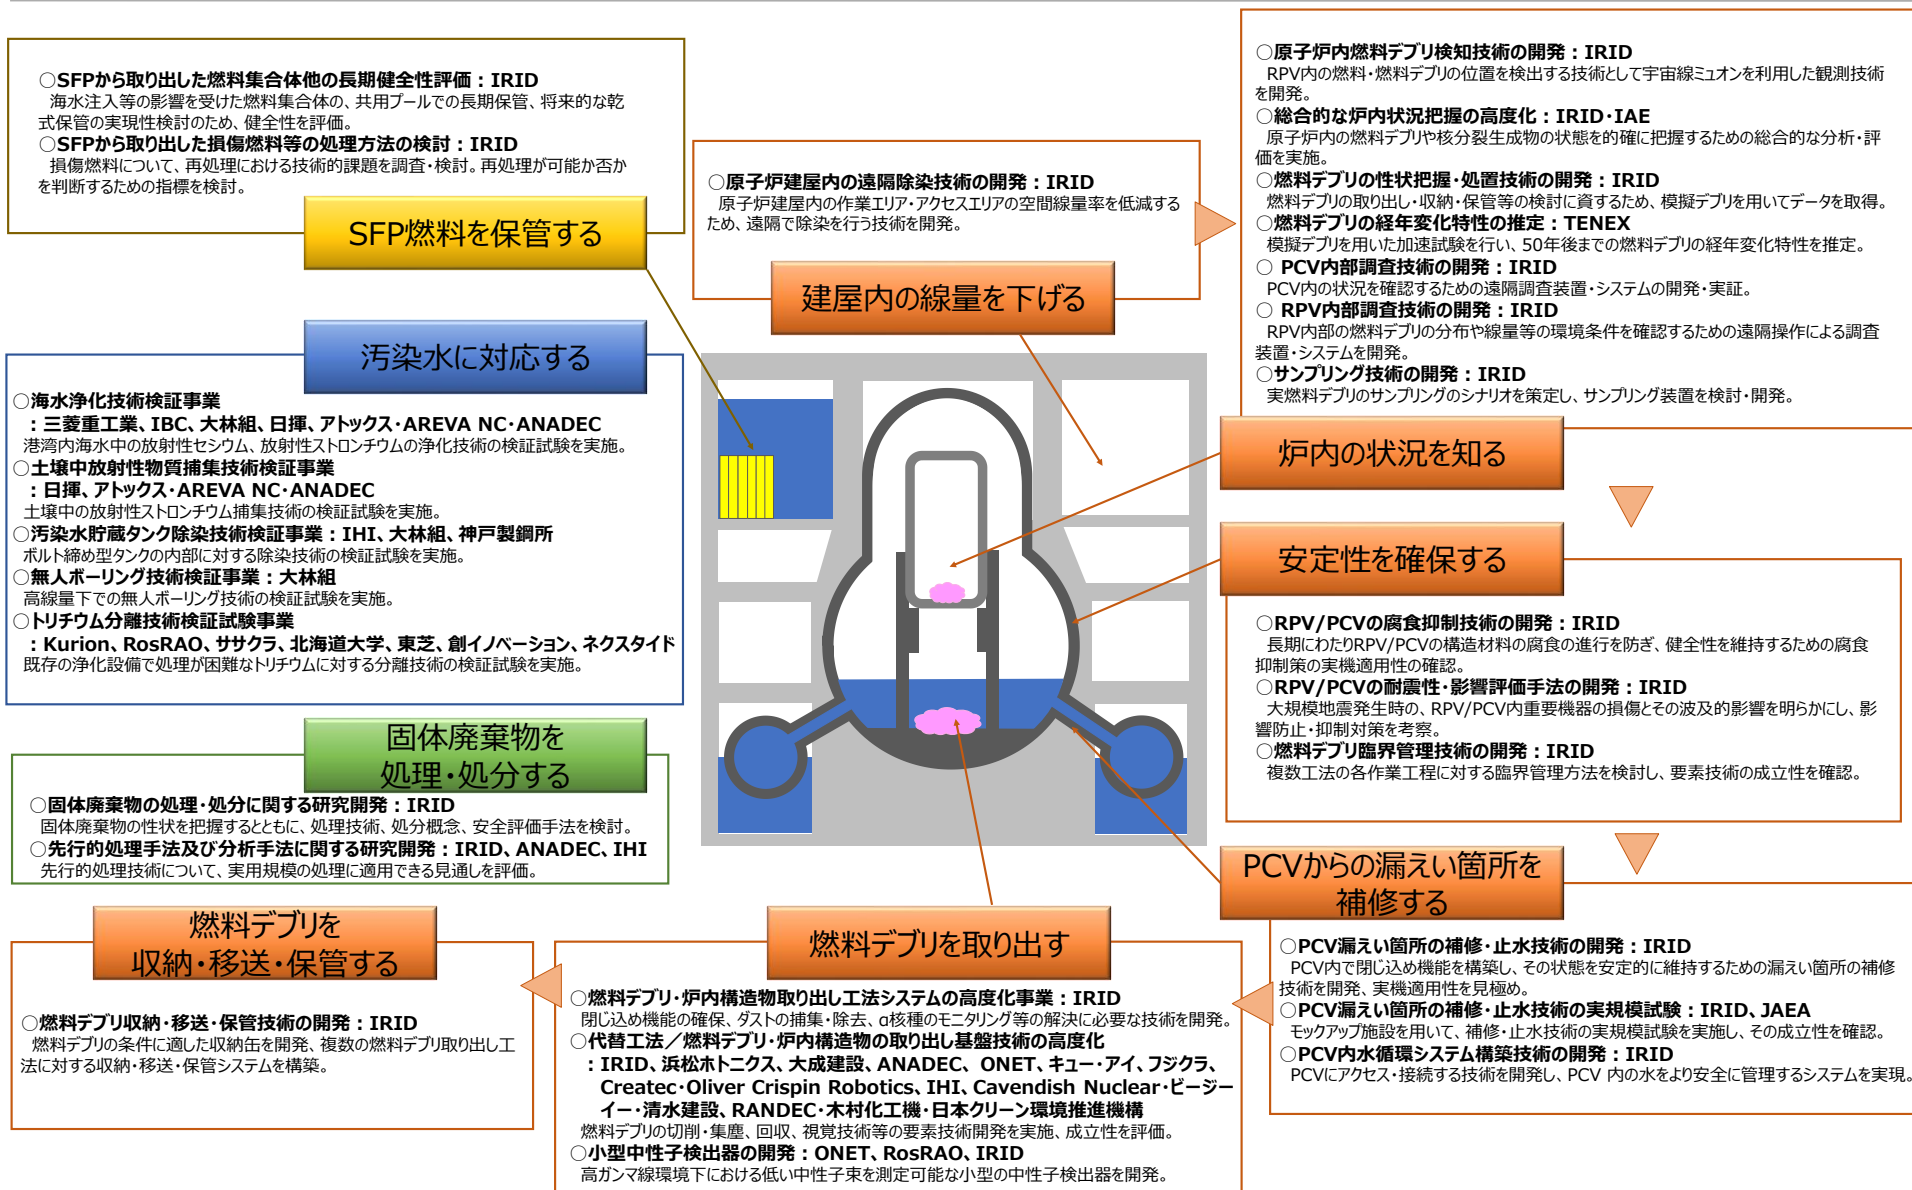 ○SFPから取り出した燃料集合体他の長期健全性評価：IRID
海水注入等の影響を受けた燃料集合体の、共用プールでの長期保管、将来的な乾
式保管の実現性検討のため、健全性を評価。
○SFPから取り出した損傷燃料等の処理方法の検討：IRID
損傷燃料について、再処理における技術的課題を調査・検討。再処理が可能か否か
を判断するための指標を検討。
SFP燃料を保管する
○原子炉建屋内の遠隔除染技術の開発：IRID
原子炉建屋内の作業エリア・アクセスエリアの空間線量率を低減する
ため、遠隔で除染を行う技術を開発。
建屋内の線量を下げる
○原子炉内燃料デブリ検知技術の開発：IRID
RPV内の燃料・燃料デブリの位置を検出する技術として宇宙線ミュオンを利用した観測技術
を開発。
○総合的な炉内状況把握の高度化：IRID・IAE
原子炉内の燃料デブリや核分裂生成物の状態を的確に把握するための総合的な分析・評
価を実施。
○燃料デブリの性状把握・処置技術の開発：IRID
燃料デブリの取り出し・収納・保管等の検討に資するため、模擬デブリを用いてデータを取得。
○燃料デブリの経年変化特性の推定：TENEX
模擬デブリを用いた加速試験を行い、50年後までの燃料デブリの経年変化特性を推定。
○ PCV内部調査技術の開発：IRID
PCV内の状況を確認するための遠隔調査装置・システムの開発・実証。
○ RPV内部調査技術の開発：IRID
RPV内部の燃料デブリの分布や線量等の環境条件を確認するための遠隔操作による調査
装置・システムを開発。
○サンプリング技術の開発：IRID
実燃料デブリのサンプリングのシナリオを策定し、サンプリング装置を検討・開発。
炉内の状況を知る
汚染水に対応する
○海水浄化技術検証事業
：三菱重工業、IBC、大林組、日揮、アトックス・AREVA NC・ANADEC
港湾内海水中の放射性セシウム、放射性ストロンチウムの浄化技術の検証試験を実施。
○土壌中放射性物質捕集技術検証事業
：日揮、アトックス・AREVA NC・ANADEC
土壌中の放射性ストロンチウム捕集技術の検証試験を実施。
○汚染水貯蔵タンク除染技術検証事業：IHI、大林組、神戸製鋼所
ボルト締め型タンクの内部に対する除染技術の検証試験を実施。
○無人ボーリング技術検証事業：大林組
高線量下での無人ボーリング技術の検証試験を実施。
○トリチウム分離技術検証試験事業
：Kurion、RosRAO、ササクラ、北海道大学、東芝、創イノベーション、ネクスタイド
既存の浄化設備で処理が困難なトリチウムに対する分離技術の検証試験を実施。
安定性を確保する
○RPV/PCVの腐食抑制技術の開発：IRID
長期にわたりRPV/PCVの構造材料の腐食の進行を防ぎ、健全性を維持するための腐食
抑制策の実機適用性の確認。
○RPV/PCVの耐震性・影響評価手法の開発：IRID
大規模地震発生時の、RPV/PCV内重要機器の損傷とその波及的影響を明らかにし、影
響防止・抑制対策を考察。
○燃料デブリ臨界管理技術の開発：IRID
複数工法の各作業工程に対する臨界管理方法を検討し、要素技術の成立性を確認。
固体廃棄物を
処理・処分する
○固体廃棄物の処理・処分に関する研究開発：IRID
固体廃棄物の性状を把握するとともに、処理技術、処分概念、安全評価手法を検討。
○先行的処理手法及び分析手法に関する研究開発：IRID、ANADEC、IHI
先行的処理技術について、実用規模の処理に適用できる見通しを評価。
PCVからの漏えい箇所を
補修する
○PCV漏えい箇所の補修・止水技術の開発：IRID
PCV内で閉じ込め機能を構築し、その状態を安定的に維持するための漏えい箇所の補修
技術を開発、実機適用性を見極め。
○PCV漏えい箇所の補修・止水技術の実規模試験：IRID、JAEA
モックアップ施設を用いて、補修・止水技術の実規模試験を実施し、その成立性を確認。
○PCV内水循環システム構築技術の開発：IRID
PCVにアクセス・接続する技術を開発し、PCV 内の水をより安全に管理するシステムを実現。
燃料デブリを取り出す
○燃料デブリ・炉内構造物取り出し工法システムの高度化事業：IRID
閉じ込め機能の確保、ダストの捕集・除去、α核種のモニタリング等の解決に必要な技術を開発。
○代替工法／燃料デブリ・炉内構造物の取り出し基盤技術の高度化
：IRID、浜松ホトニクス、大成建設、ANADEC、ONET、キュー・アイ、フジクラ、
Createc・Oliver Crispin Robotics、IHI、Cavendish Nuclear・ビージー
イー・清水建設、RANDEC・木村化工機・日本クリーン環境推進機構
燃料デブリの切削・集塵、回収、視覚技術等の要素技術開発を実施、成立性を評価。
○小型中性子検出器の開発：ONET、RosRAO、IRID
高ガンマ線環境下における低い中性子束を測定可能な小型の中性子検出器を開発。
燃料デブリを
収納・移送・保管する
○燃料デブリ収納・移送・保管技術の開発：IRID
燃料デブリの条件に適した収納缶を開発、複数の燃料デブリ取り出し工
法に対する収納・移送・保管システムを構築。